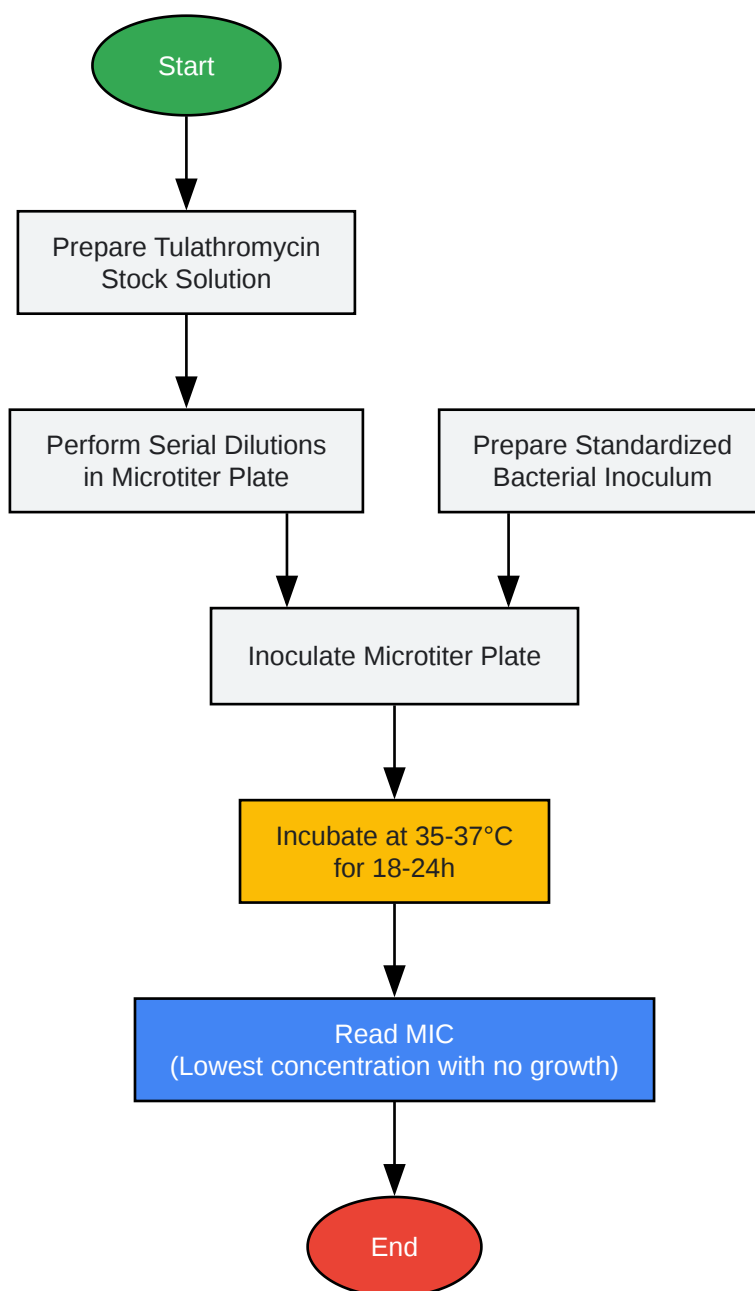 Start
Prepare Tulathromycin
Stock Solution
Perform Serial Dilutions
in Microtiter Plate
Prepare Standardized
Bacterial Inoculum
Inoculate Microtiter Plate
Incubate at 35-37°C
for 18-24h
Read MIC
(Lowest concentration with no growth)
End